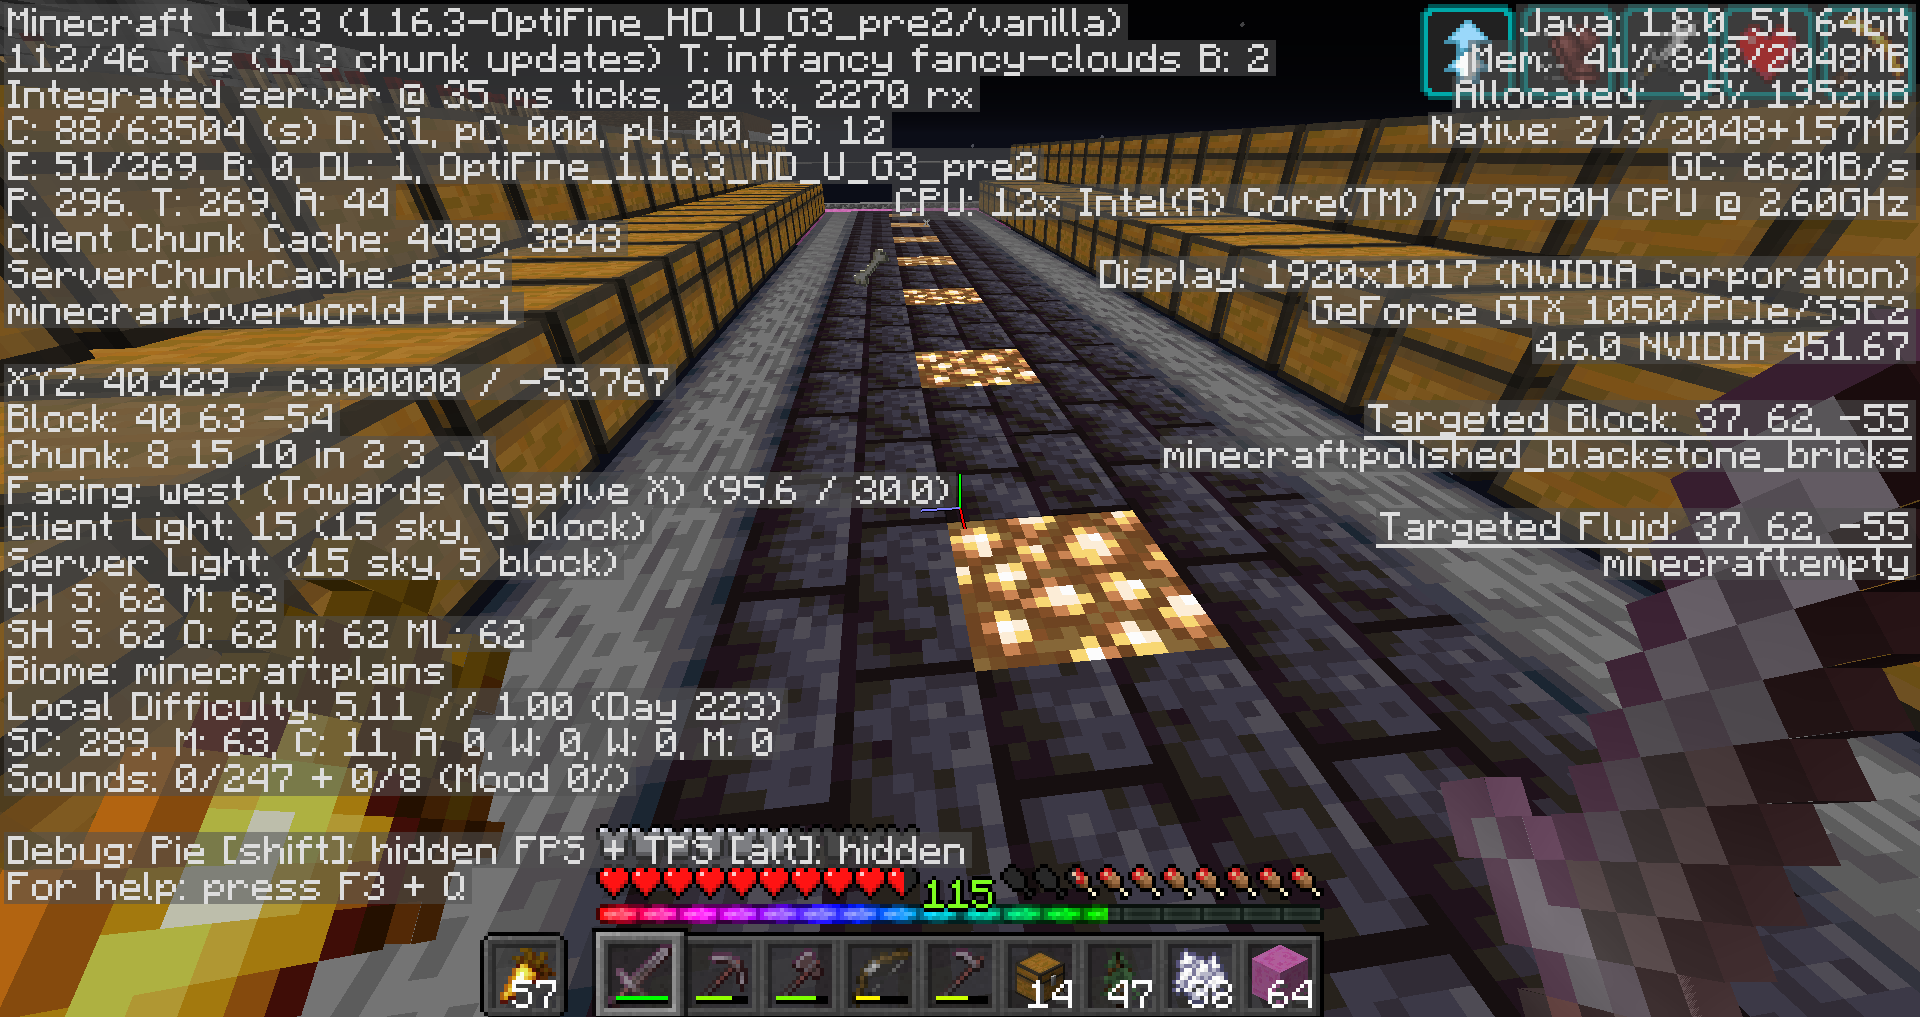 Minecraft 1.16.3 (1.16.3-OptiFine_HD_U_G3_pre2/vanilla)
112/46 fps (113 chunk updates) T: inffancy fancy-clouds B: 2
Integrated server @ 35 ms ticks, 20 tx, 2270 rx
C: 88/63504 (s) D: 31, pC: 000, pU: 00, aB: 12
E: 51/269, B: 0, DL: 1, OptiFine_1.16.3_HD_U_G3_pre2
P: 296. T: 269, A: 44
Client Chunk Cache: 4489, 3843
ServerChunkCache: 8325
minecraft:overworld FC: 1
XYZ: 40.429 / 63.00000 / -53.767
Block: 40 63 -54
Chunk: 8 15 10 in 2 3 -4
Facing: west (Towards negative X) (95.6 / 30.0)
Client Light: 15 (15 sky, 5 block)
Server Light: (15 sky, 5 block)
CH S: 62 M: 62
SH S: 62 O: 62 M: 62 ML: 62
Biome: minecraft:plains
Local Difficulty: 5.11 // 1.00 (Day 223)
SC: 289, M: 63, C: 11, A: 0, W: 0, W: 0, M: 0
Sounds: 0/247 + 0/8 (Mood 0%)
Debug: Pie [shift]: hidden FPS + TPS [alt]: hidden
For help: press F3 + Q
Java: 1.8.0_51 64bit
Mem: 41% 842/2048MB
Allocated: 95% 1952MB
Native: 213/2048+157MB
GC: 662MB/s
CPU: 12x Intel(R) Core(TM) i7-9750H CPU @ 2.60GHz
Display: 1920x1017 (NVIDIA Corporation)
GeForce GTX 1050/PCIe/SSE2
4.6.0 NVIDIA 451.67
Targeted Block: 37, 62, -55
minecraft:polished_blackstone_bricks
Targeted Fluid: 37, 62, -55
minecraft:empty
115
57
14
47
64